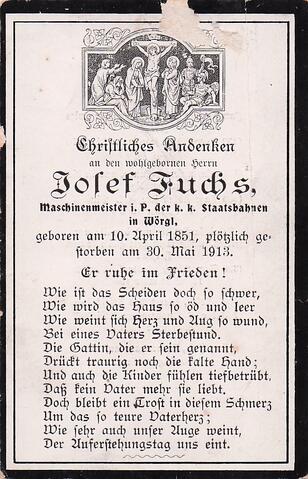 Christliches Andenken
an den wohlgebornen Herrn
Josef Fuchs,
Maschinenmeister i. P. der k. k. Staatsbahnen
in Wörgl,
geboren am 10. April 1851, plötzlich ge-
storben am 30. Mai 1913.
Er ruhe im Frieden!
Wie ist das Scheiden doch so schwer,
Wie wird das Haus so öd und leer
Wie weint sich Herz und Aug so wund,
Bei eines Vaters Sterbestund.
Die Gattin, die er sein genannt,
Drückt traurig noch die kalte Hand;
Und auch die Kinder fühlen tiefbetrübt,
Daß kein Vater mehr sie liebt.
Doch bleibt ein Trost in diesem Schmerz
Um das so teure Vaterherz;
Wie sehr auch unser Auge weint,
Der Auferstehungstag uns eint.